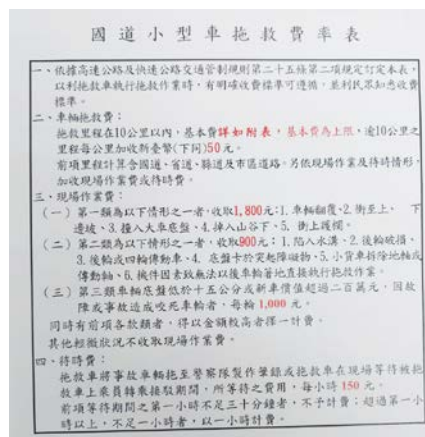 國道小型車拖救費率表
一、依據高速公路及快速公路交通管制規則第二十五條第二項規定訂定本表，
以利拖救車執行拖救作業時，有明確收費標準可遵循，並利民眾知悉收費
標準。
二、車輛拖救費：
拖救里程在10公里以內，基本費詳如附表，基本費為上限，逾10公里之
里程每公里加收新臺幣(下同)50元。
前項里程計算含國道、省道、縣道及市區道路，另依現場作業及待時情形，
加收現場作業費或待時費。
三、現場作業費：
(一) 第一類為以下情形之一者，收取1,800元：1.車輛翻覆、2.衝至上、下
邊坡、3.撞入大車底盤、4.掉入山谷下、5.衝上護欄。
(二) 第二類為以下情形之一者，收取900元：1.陷入水溝、2.後輪破損、
3.後輪或四輪傳動車、4.底盤卡於突起障礙物、5.小貨車拆除地軸或
傳動軸、6.機件因素致無法以後車輪著地直接執行拖救作業。
(三) 第三類車輛底盤低於十五公分或新車價值超過二百萬元，因故
障或事故造成咬死車輪者，每輪 1,000 元。
同時有前項各款類者，得以金額較高者擇一計費。
其他輕微狀況不收取現場作業費。
四、待時費：
拖救車將事故車輛拖至警察隊製作筆錄或拖救車在現場等待被拖
救車上乘員轉乘接駁期間，所等待之費用，每小時 150 元。
前項等待期間之第一小時不足三十分鐘者，不予計費；超過第一小
時以上，不足一小時者，以一小時計費。